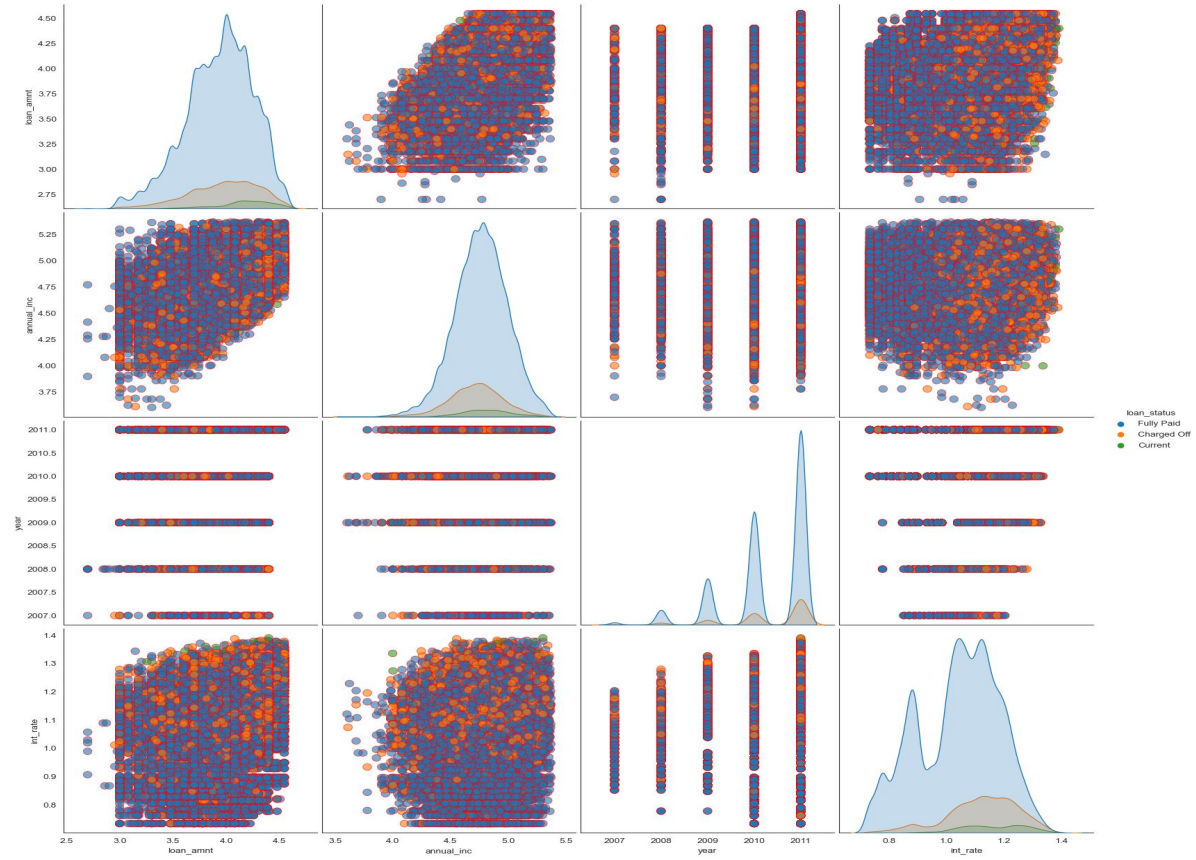 4.50
4.25
4.00
3.75
3.50
3.25
3.00
2.75
loan_amnt
5.25
5.00
4.75
4.50
4.25
4.00
3.75
annual_inc
2011.0
2010.5
2010.0
2009.5
2009.0
2008.5
2008.0
2007.5
2007.0
year
loan_status
Fully Paid
Charged Off
Current
1.4
1.3
1.2
1.1
1.0
0.9
0.8
int_rate
2.5 3.0 3.5 4.0 4.5
loan_amnt
3.5 4.0 4.5 5.0 5.5
annual_inc
2007 2008 2009 2010 2011
year
0.8 1.0 1.2 1.4
int_rate